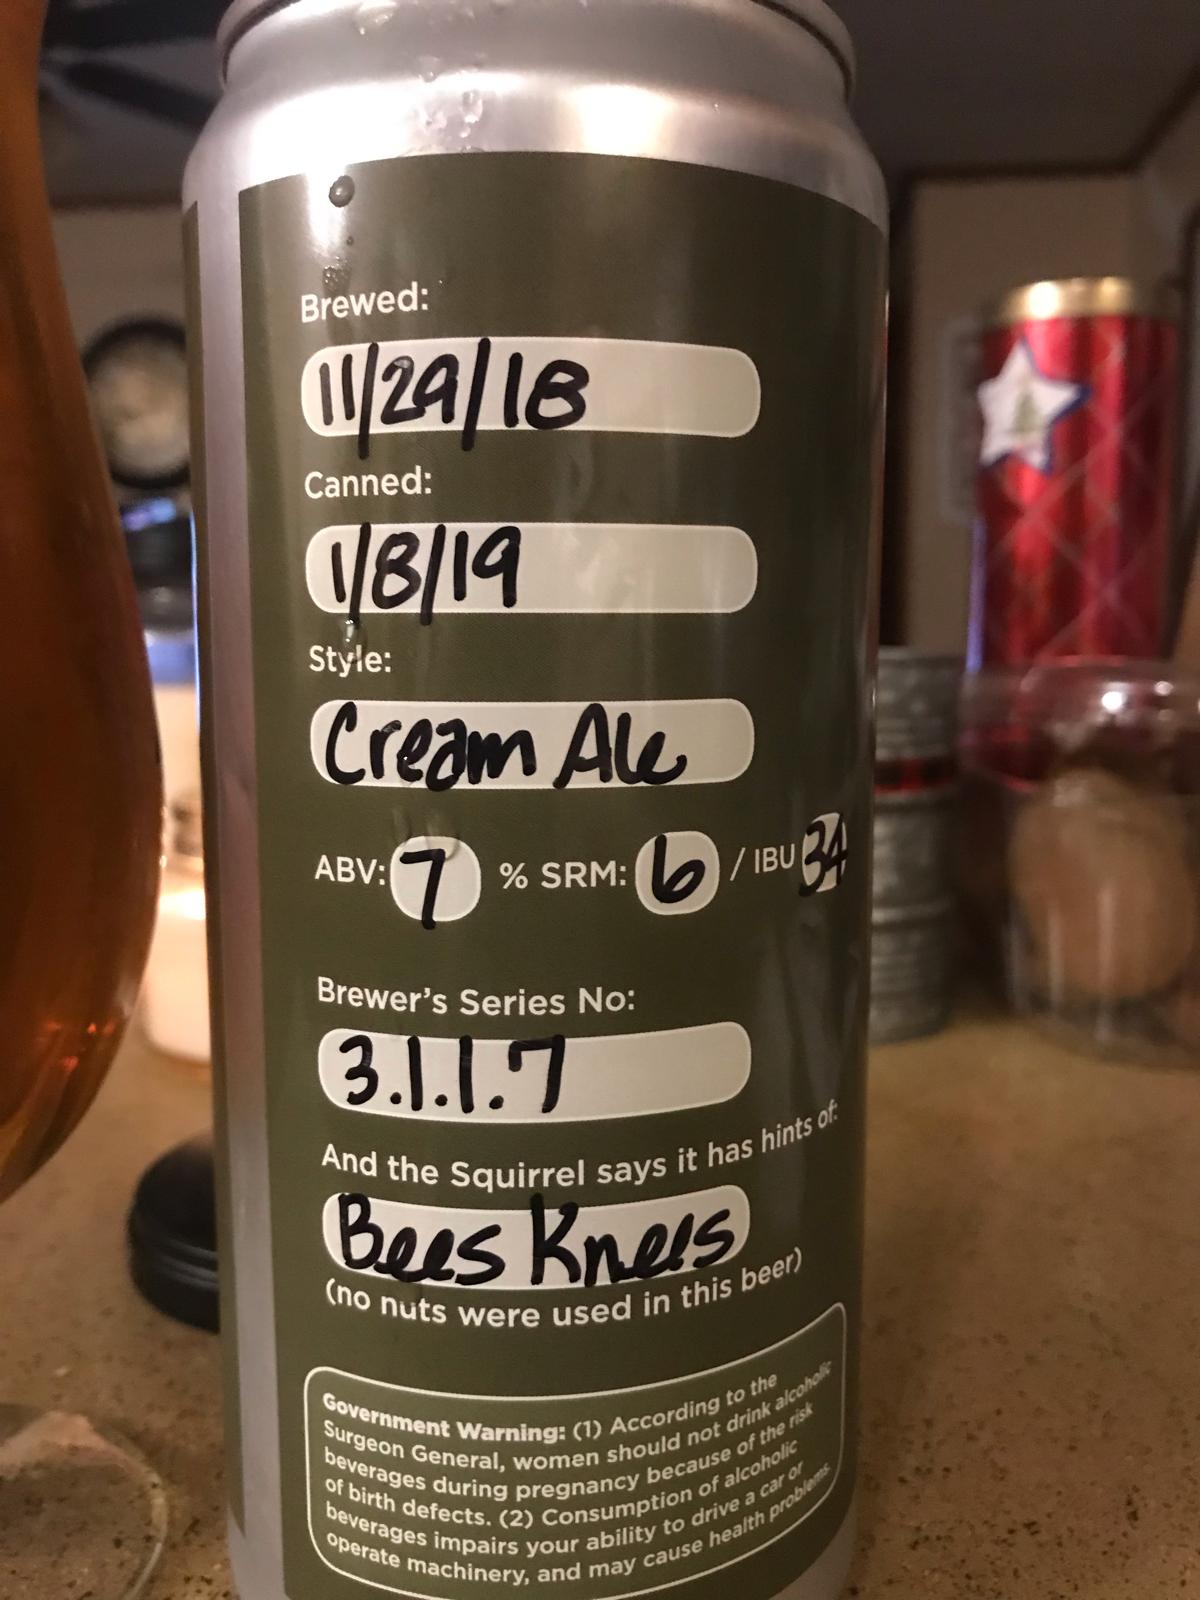 Brewed:
11/29/18
Canned:
1/8/19
Style:
Cream Ale
ABV: 7 % SRM: 6 / IBU 34
Brewer's Series No:
3.1.1.7
And the Squirrel says it has hints of:
Bees Knees
(no nuts were used in this beer)
Government Warning: (1) According to the
Surgeon General, women should not drink alcoholic
beverages during pregnancy because of the risk
of birth defects. (2) Consumption of alcoholic
beverages impairs your ability to drive a car or
operate machinery, and may cause health problems.